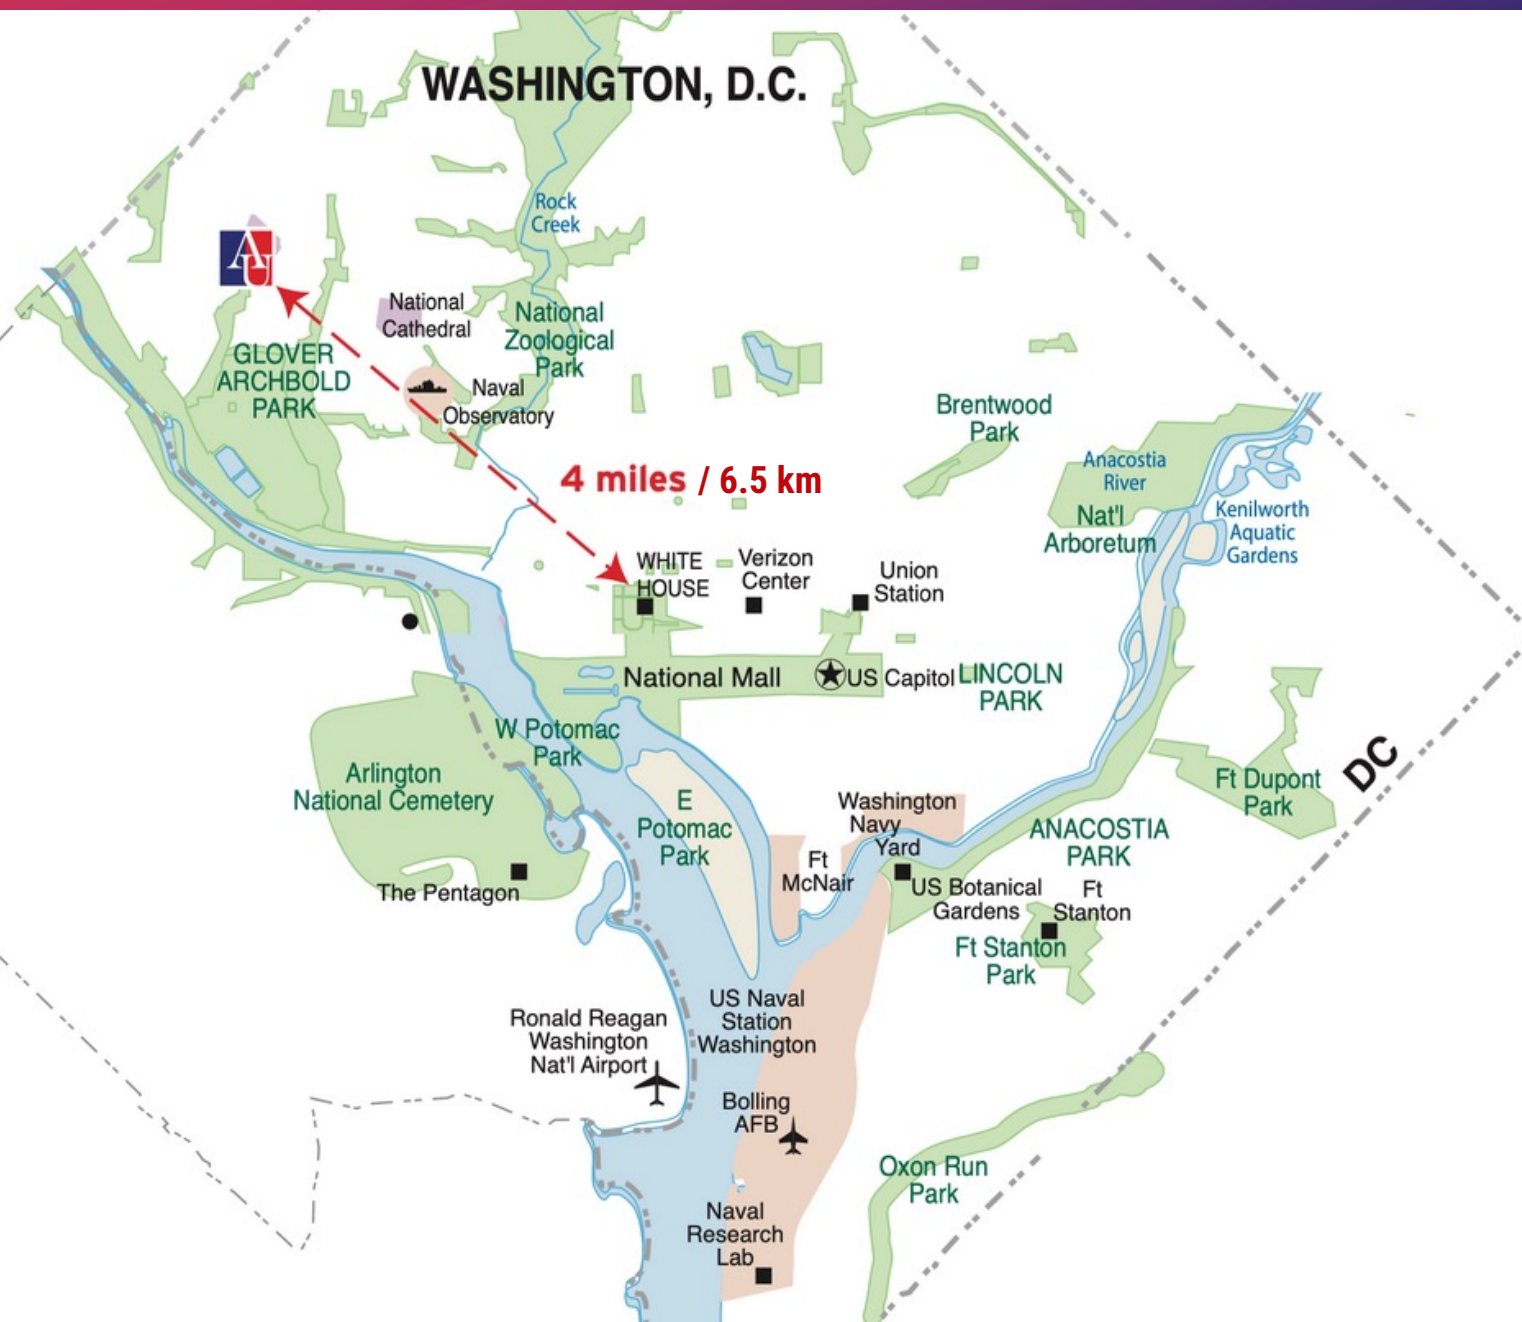 WASHINGTON, D.C.
Rock
Creek
AU
National
Cathedral
National
Zoological
Park
GLOVER
ARCHBOLD
PARK
Naval
Observatory
Brentwood
Park
Anacostia
River
4 miles / 6.5 km
Nat'l
Arboretum
Kenilworth
Aquatic
Gardens
WHITE
HOUSE
Verizon
Center
Union
Station
National Mall
US Capitol
LINCOLN
PARK
W Potomac
Park
DC
Arlington
National Cemetery
Ft Dupont
Park
E
Potomac
Park
Washington
Navy
Yard
ANACOSTIA
PARK
Ft
McNair
The Pentagon
US Botanical
Gardens
Ft
Stanton
Ft Stanton
Park
US Naval
Station
Washington
Ronald Reagan
Washington
Nat'l Airport
Bolling
AFB
Oxon Run
Park
Naval
Research
Lab